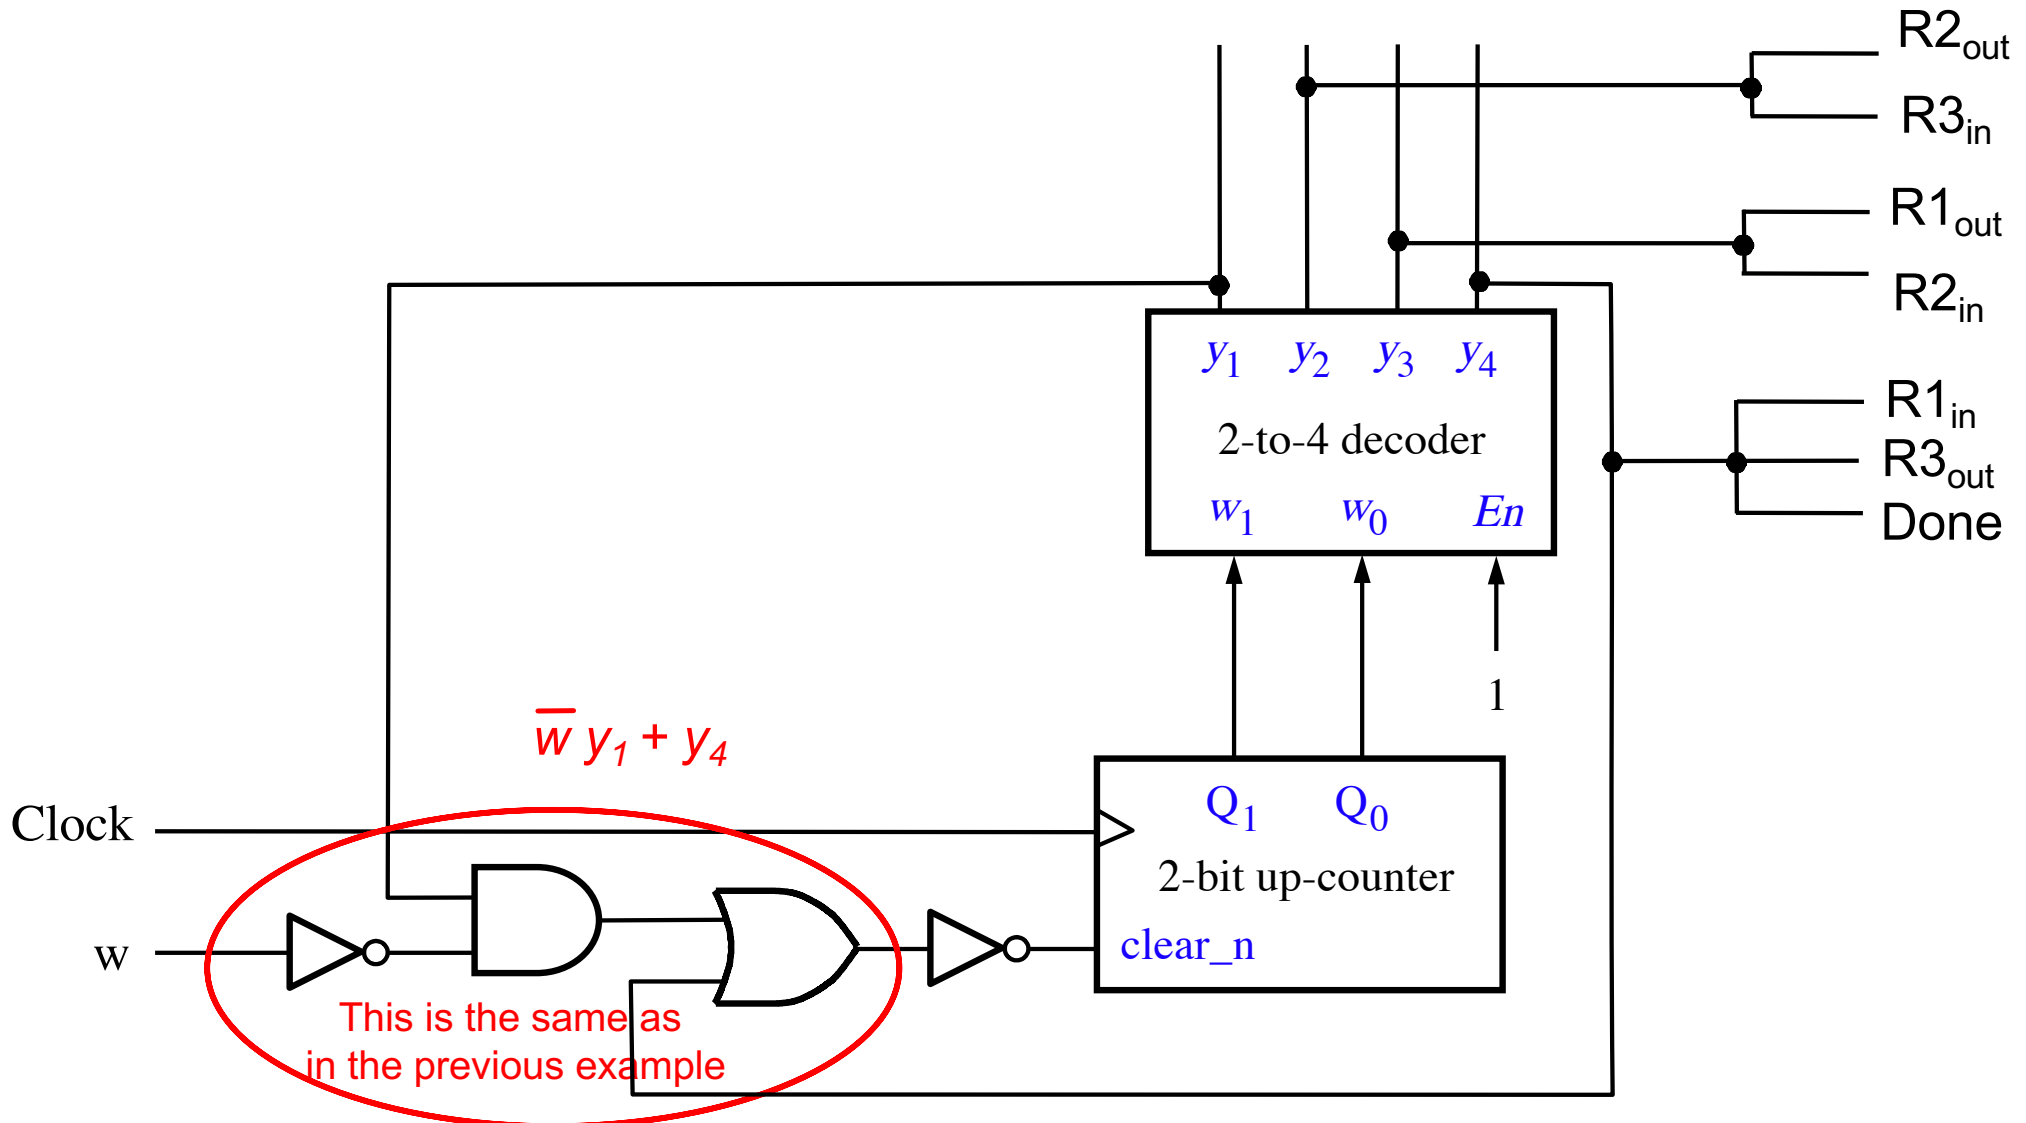 R2out
R3in
R1out
R2in
y1 y2 y3 y4
2-to-4 decoder
w1 w0 En
R1in
R3out
Done
1
w̅ y1 + y4
Clock
Q1 Q0
2-bit up-counter
w
clear_n
This is the same as
in the previous example